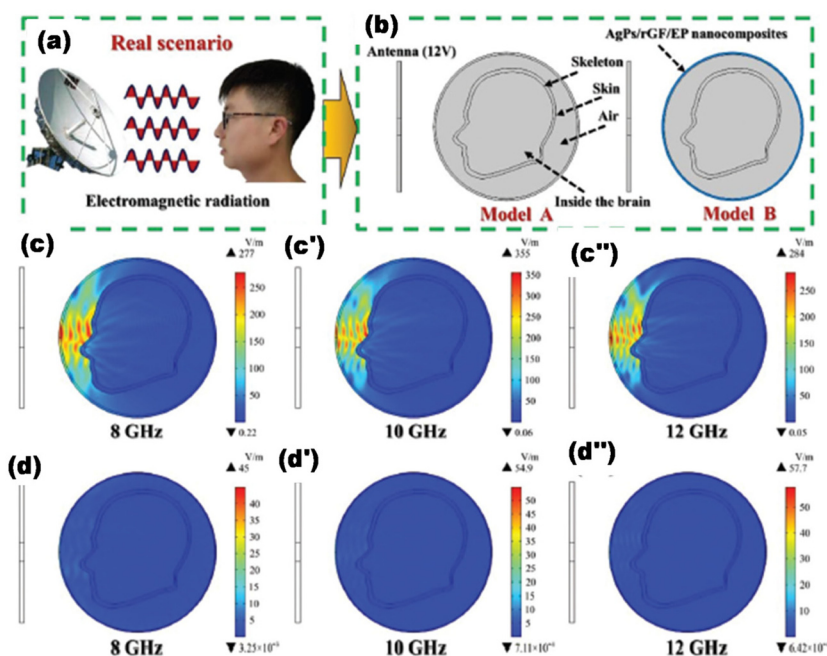 (a)
Real scenario
Electromagnetic radiation
(b)
AgPs/rGF/EP nanocomposites
Antenna (12V)
Skeleton
Skin
Air
Inside the brain
Model A
Model B
(c)
V/m
▲ 277
250
200
150
100
50
▼ 0.22
8 GHz
(c')
V/m
▲ 355
350
300
250
200
150
100
50
0
▼ 0.06
10 GHz
(c'')
V/m
▲ 284
250
200
150
100
50
▼ 0.05
12 GHz
(d)
V/m
▲ 45
40
35
30
25
20
15
10
5
8 GHz
(d')
V/m
▲ 54.9
50
45
40
35
30
25
20
15
10
5
10 GHz
(d'')
V/m
▲ 57.7
50
40
30
20
10
12 GHz